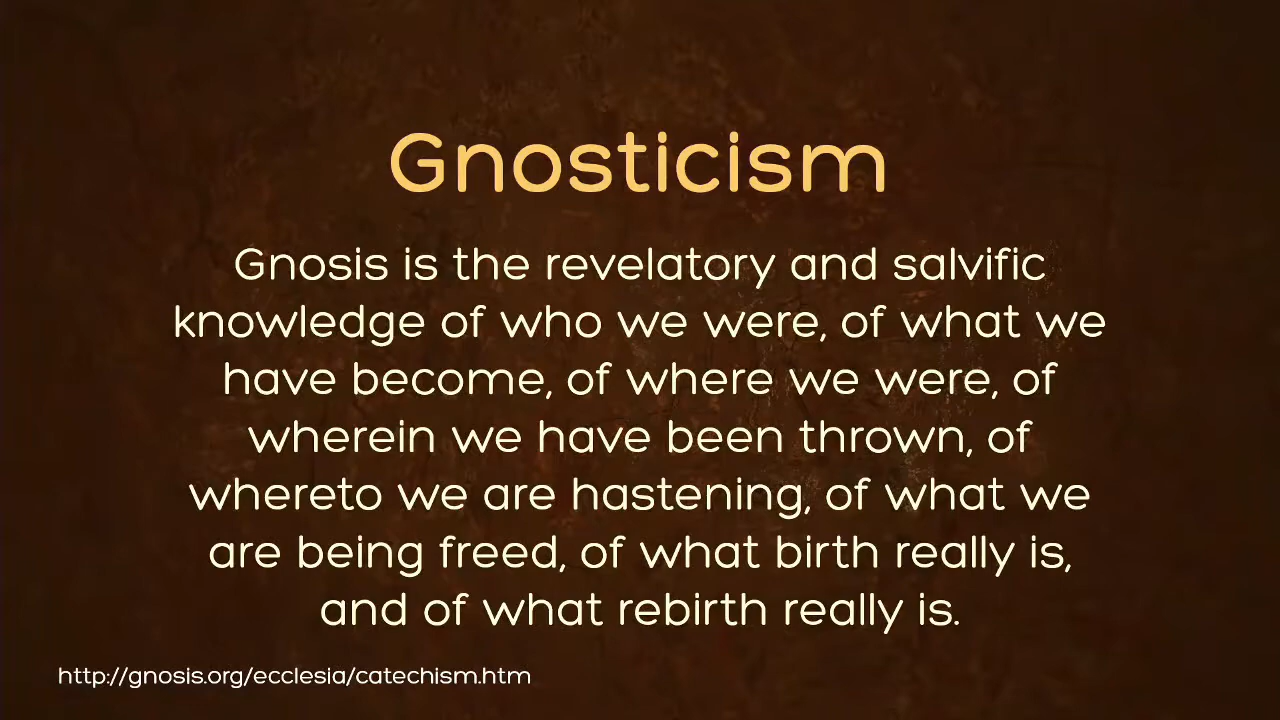 Gnosticism
Gnosis is the revelatory and salvific
knowledge of who we were, of what we
have become, of where we were, of
wherein we have been thrown, of
whereto we are hastening, of what we
are being freed, of what birth really is,
and of what rebirth really is.
http://gnosis.org/ecclesia/catechism.htm